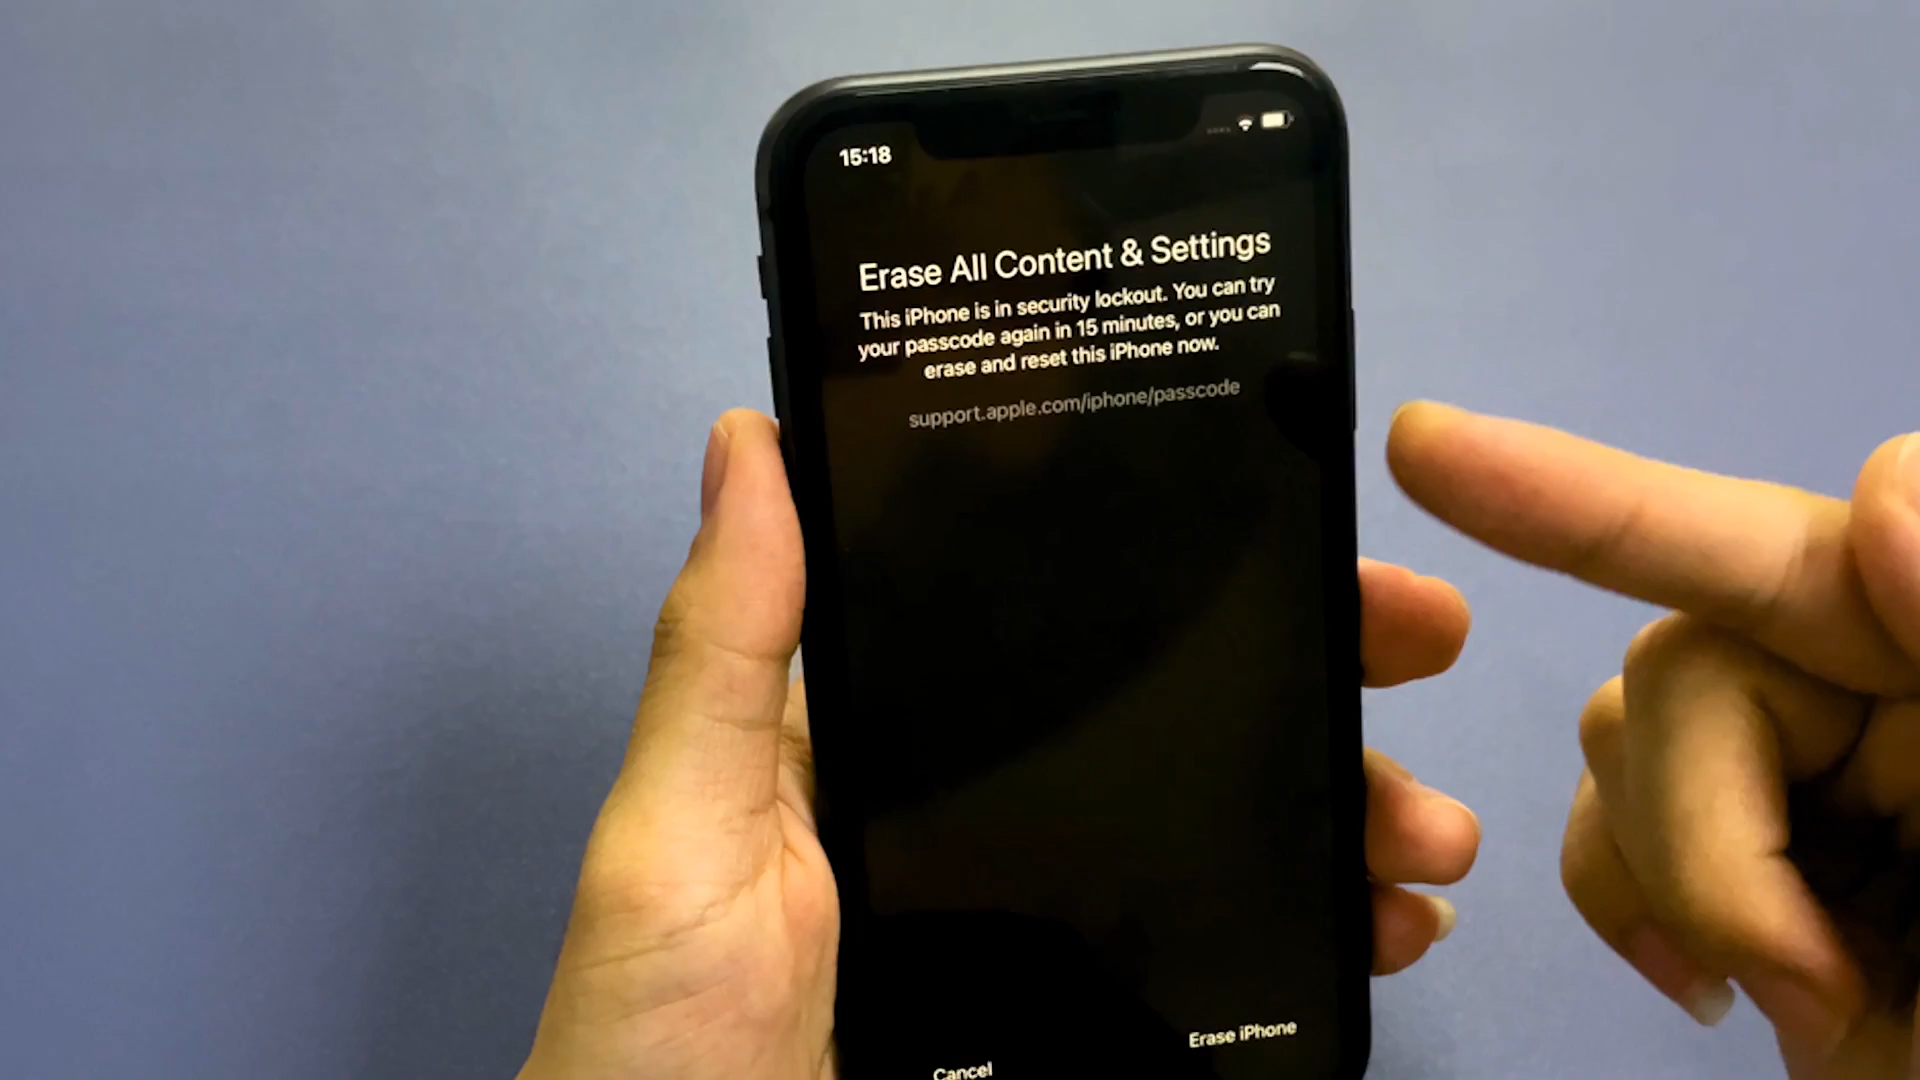 15:18
Erase All Content & Settings
This iPhone is in security lockout. You can try
your passcode again in 15 minutes, or you can
erase and reset this iPhone now.
support.apple.com/iphone/passcode
Erase iPhone
Cancel